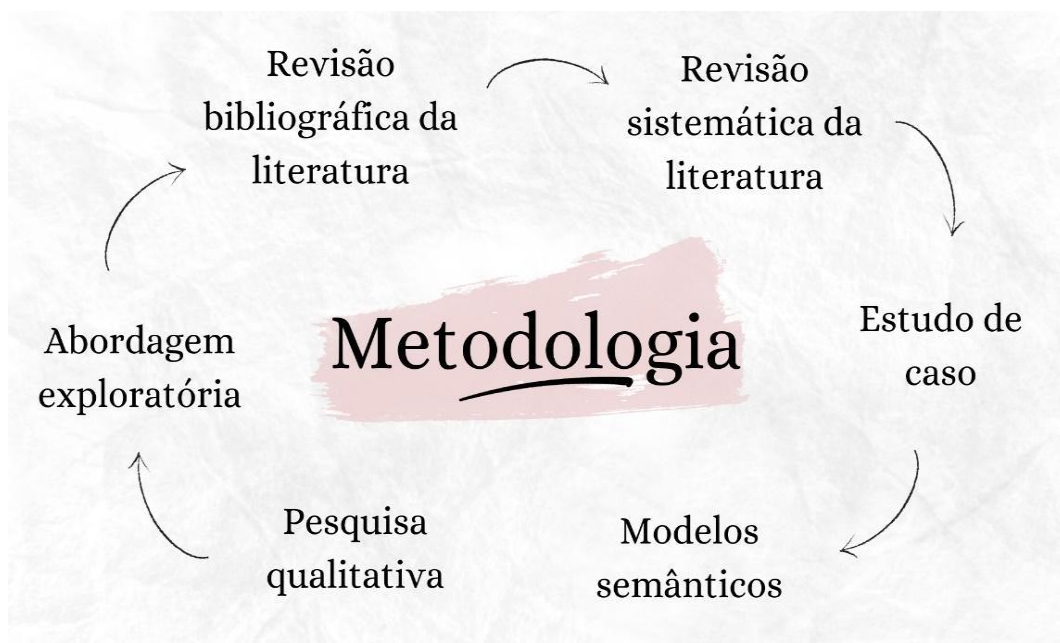 Revisão
bibliográfica da
literatura
Revisão
sistemática da
literatura
Abordagem
exploratória
Metodologia
Estudo de
caso
Pesquisa
qualitativa
Modelos
semânticos